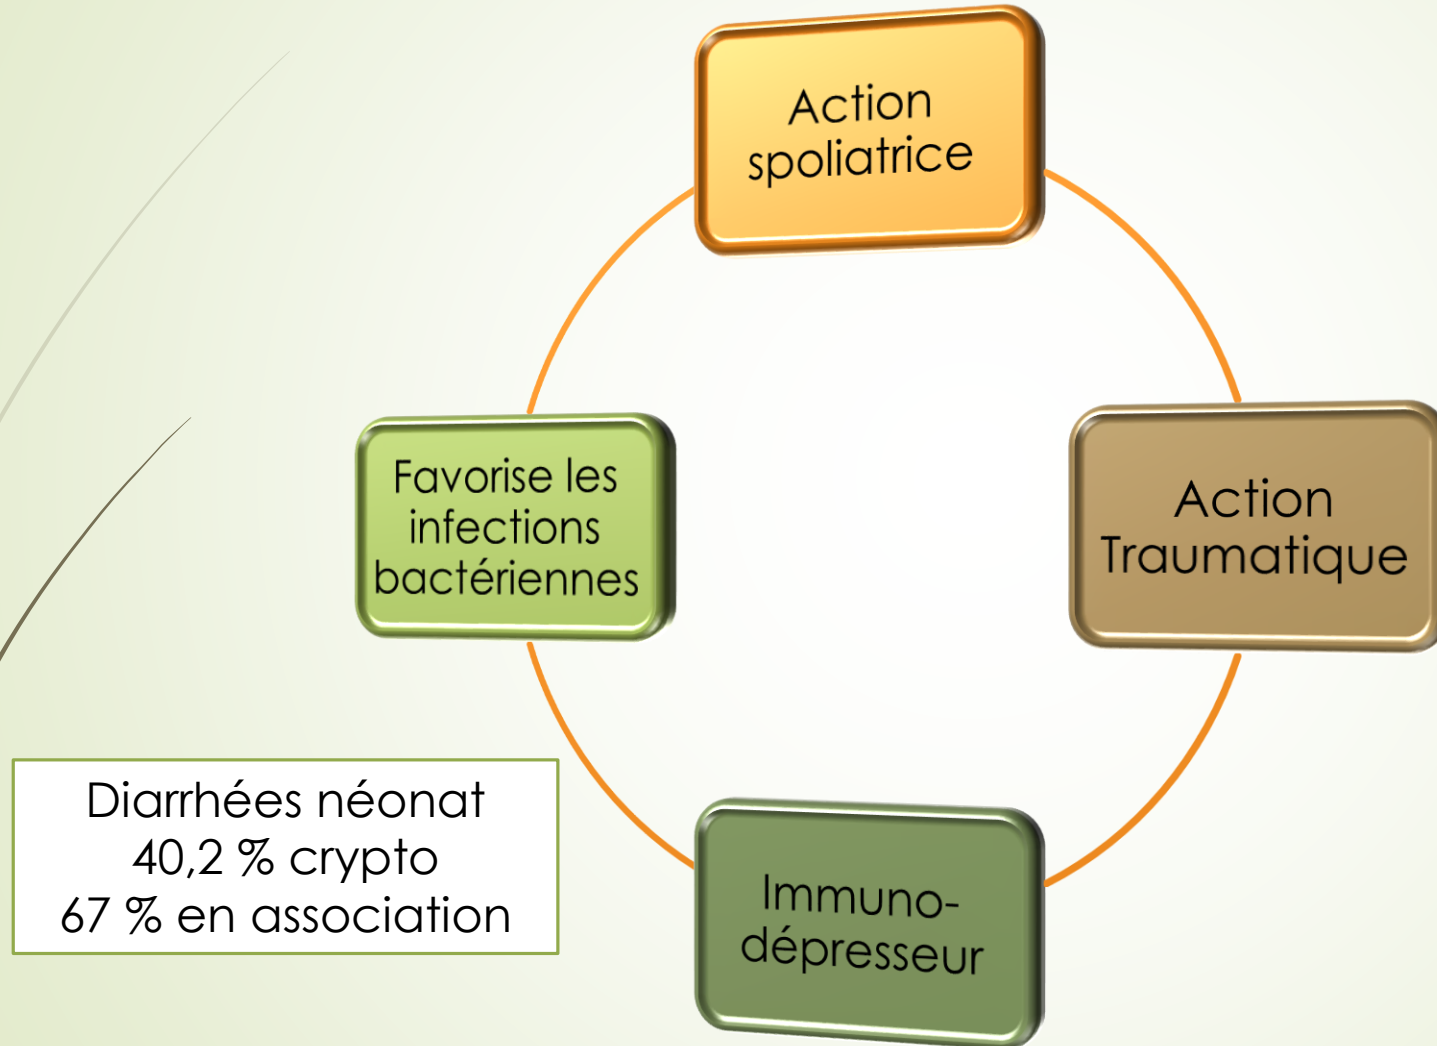 Action
spoliatrice
Action
Traumatique
Immuno-
dépresseur
Favorise les
infections
bactériennes
Diarrhées néonat
40,2 % crypto
67 % en association